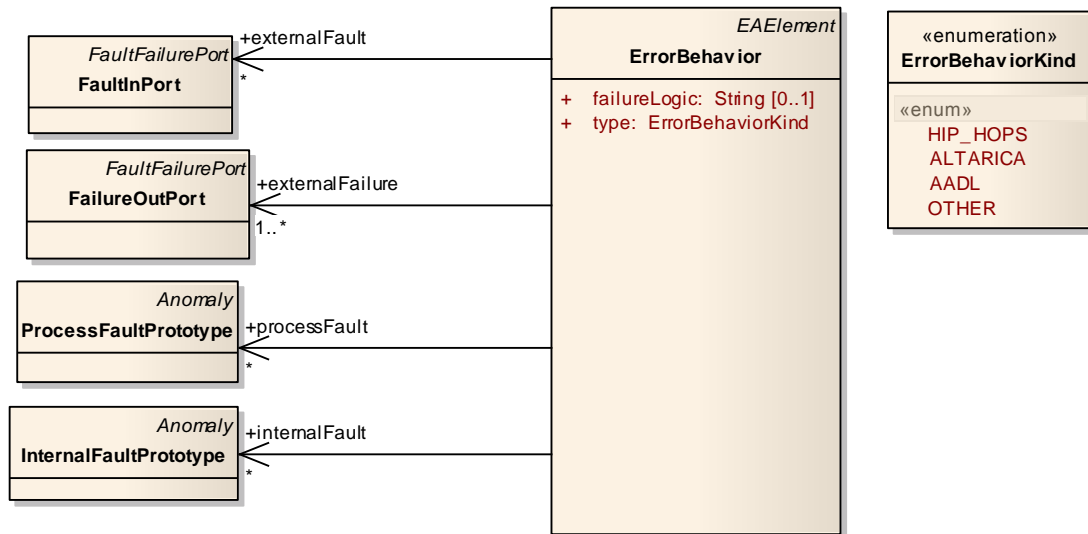 FaultFailurePort
FaultInPort
+externalFault
*
FaultFailurePort
FailureOutPort
+externalFailure
1..*
Anomaly
ProcessFaultPrototype
+processFault
*
Anomaly
InternalFaultPrototype
+internalFault
*
EAElement
ErrorBehavior
+ failureLogic: String [0..1]
+ type: ErrorBehaviorKind
«enumeration»
ErrorBehaviorKind
«enum»
HIP_HOPS
ALTARICA
AADL
OTHER